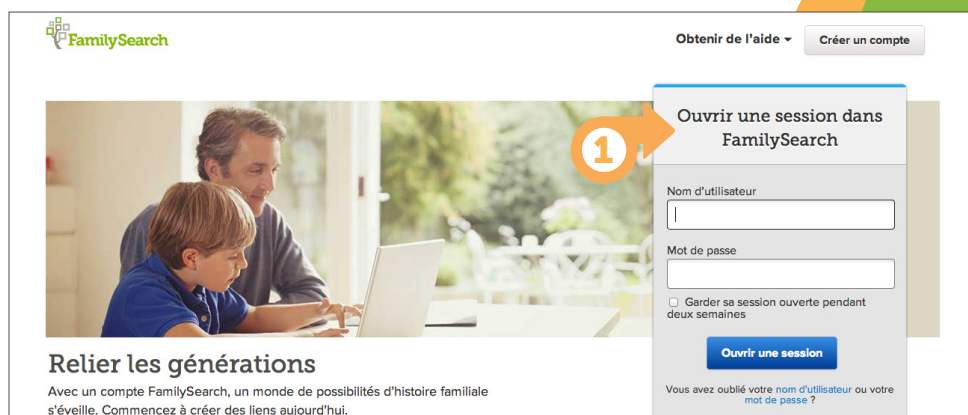 FamilySearch
Obtenir de l'aide
Créer un compte
1
Ouvrir une session dans
FamilySearch
Nom d'utilisateur
Mot de passe
Garder sa session ouverte pendant
deux semaines
Ouvrir une session
Vous avez oublié votre nom d'utilisateur ou votre
mot de passe ?
Relier les générations
Avec un compte FamilySearch, un monde de possibilités d'histoire familiale
s'éveille. Commencez à créer des liens aujourd'hui.